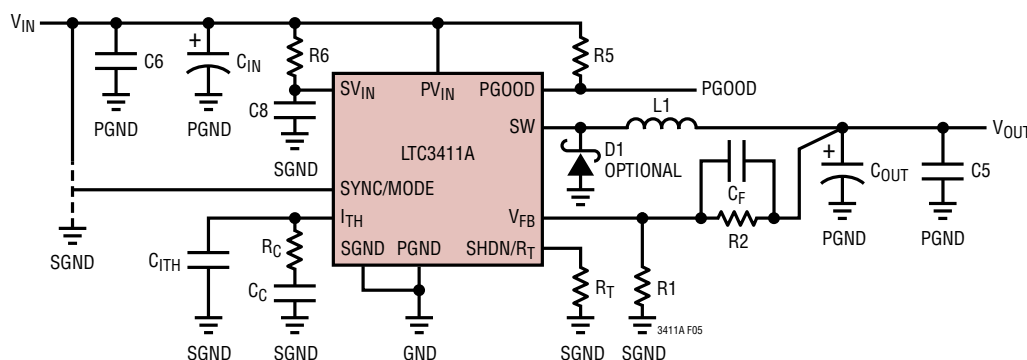 VIN
+
C6
CIN
R6
R5
PGND
PGND
C8
SGND
SVIN
PVIN
PGOOD
PGOOD
SW
L1
VOUT
LTC3411A
D1
OPTIONAL
+
COUT
C5
CF
R2
PGND
PGND
SYNC/MODE
ITH
VFB
SGND
PGND
SHDN/RT
SGND
CITH
RC
CC
RT
R1
SGND
SGND
GND
SGND
SGND
3411A F05